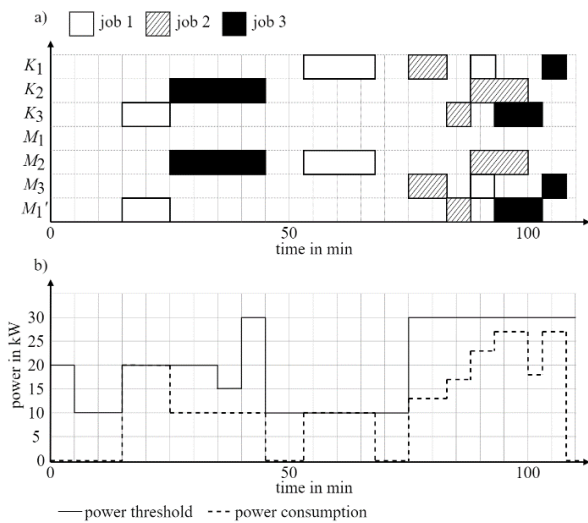 a)
job 1 job 2 job 3
K1
K2
K3
M1
M2
M3
M1'
0 50 100
time in min
b)
power in kW
30
25
20
15
10
5
0
0 50 100
time in min
power threshold power consumption